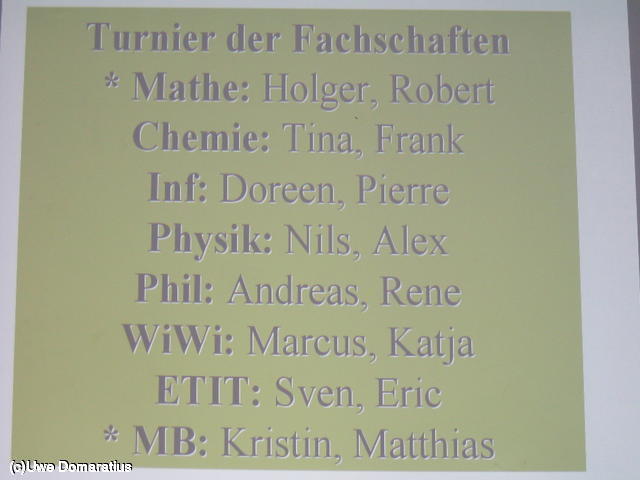 Turnier der Fachschaften
* Mathe: Holger, Robert
Chemie: Tina, Frank
Inf: Doreen, Pierre
Physik: Nils, Alex
Phil: Andreas, Rene
WiWi: Marcus, Katja
ETIT: Sven, Eric
* MB: Kristin, Matthias
(c)Uwe Domaratius